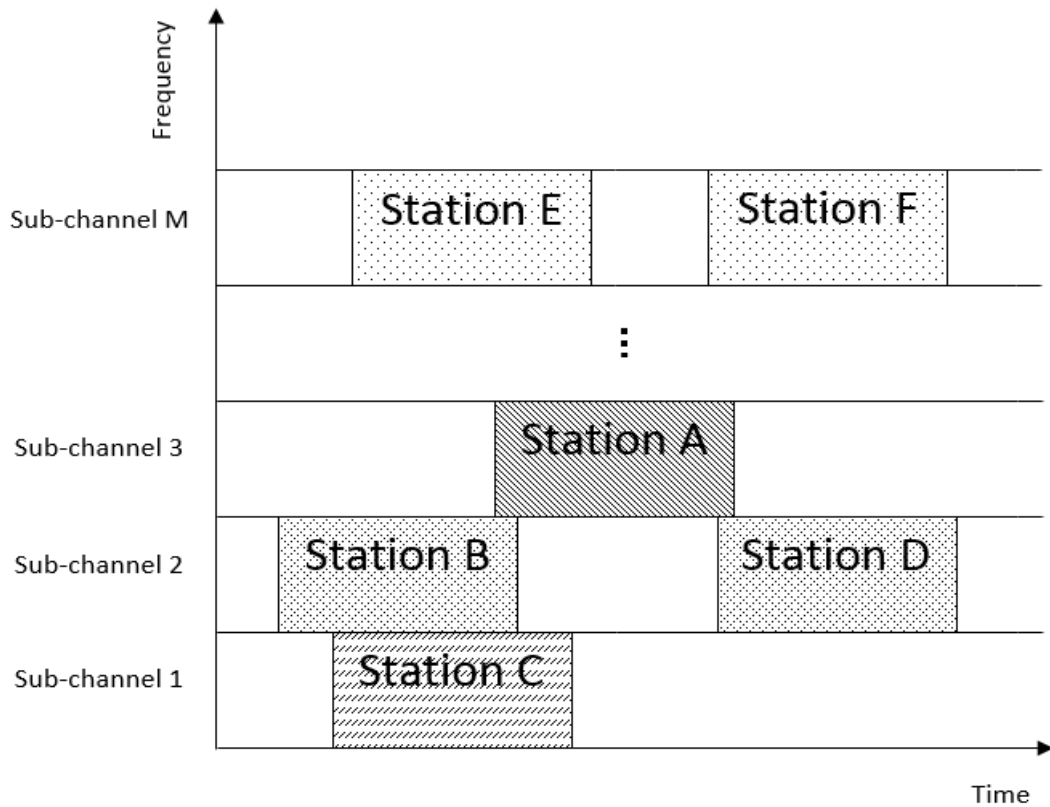 Frequency
Sub-channel M
Station E
Station F
⋮
Sub-channel 3
Station A
Sub-channel 2
Station B
Station D
Sub-channel 1
Station C
Time